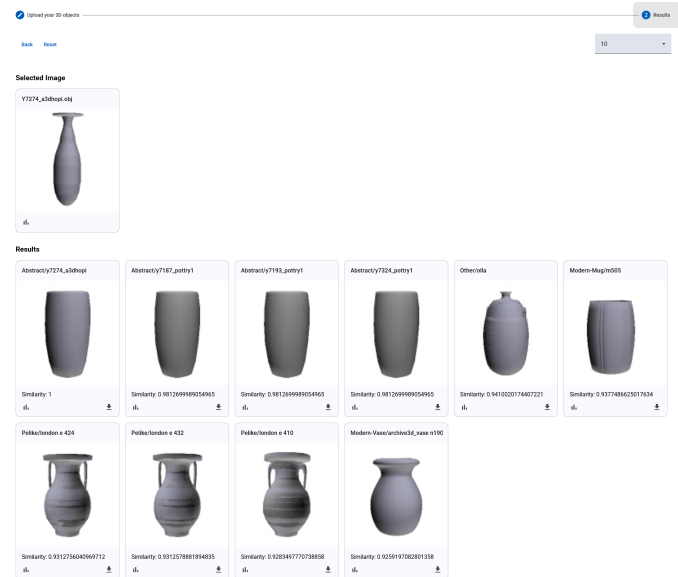 Upload your 3D objects
2 Results
Back Reset
10
Selected Image
Y7274_a3dhopi.obj
Results
Abstract/y7274_a3dhopi
Abstract/y7187_pottry1
Abstract/y7193_pottry1
Abstract/y7324_pottry1
Other/olla
Modern-Mug/m505
Similarity: 1
Similarity: 0.9812699989054965
Similarity: 0.9812699989054965
Similarity: 0.9812699989054965
Similarity: 0.9410020174407221
Similarity: 0.9377486625017634
Pelike/london e 424
Pelike/london e 432
Pelike/london e 410
Modern-Vase/archive3d_vase n190
Similarity: 0.9312756040969712
Similarity: 0.9312578881894835
Similarity: 0.9283497770738858
Similarity: 0.9259197082801358